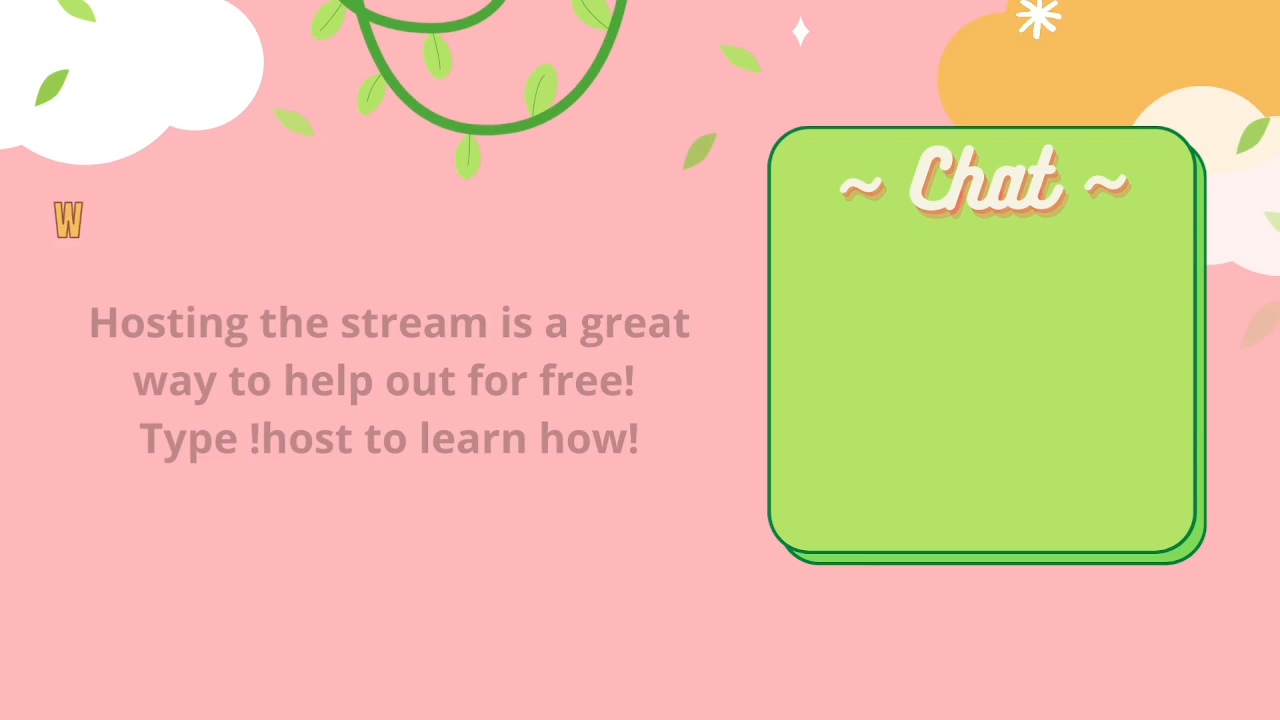 ~ Chat ~
W
Hosting the stream is a great
way to help out for free!
Type !host to learn how!